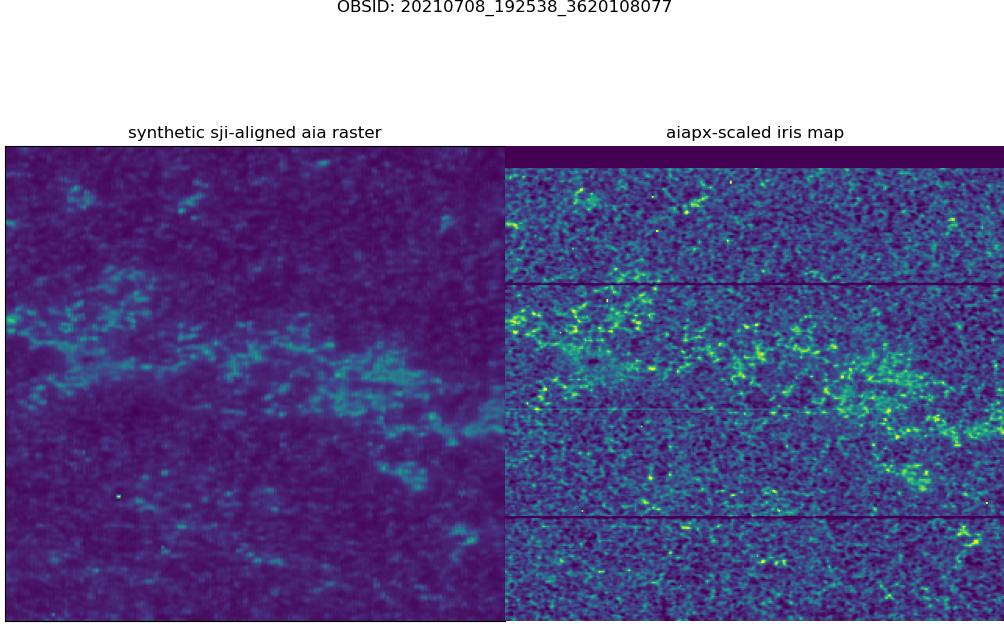 OBSID: 20210708_192538_3620108077
synthetic sji-aligned aia raster
aiapx-scaled iris map